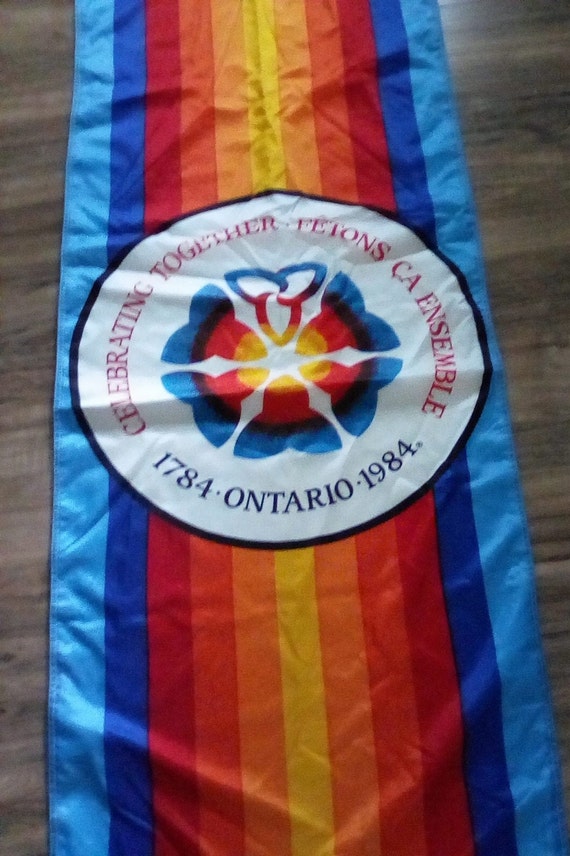 CELEBRATING TOGETHER · FÊTONS ÇA ENSEMBLE
1784 · ONTARIO · 1984®